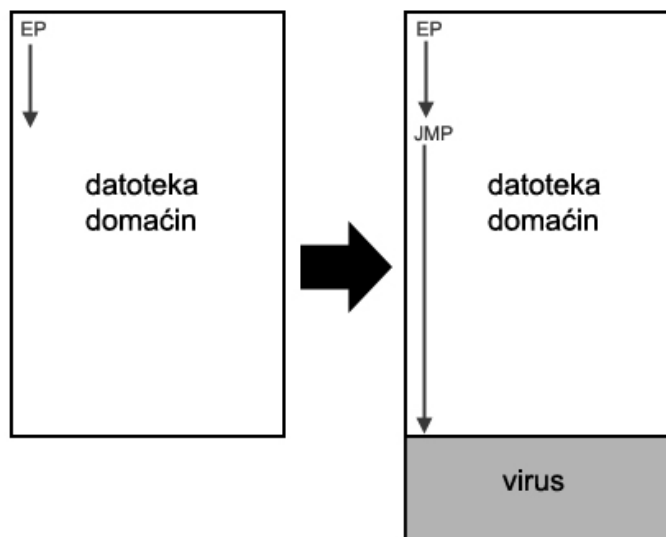 EP
datoteka
domaćin
EP
JMP
datoteka
domaćin
virus